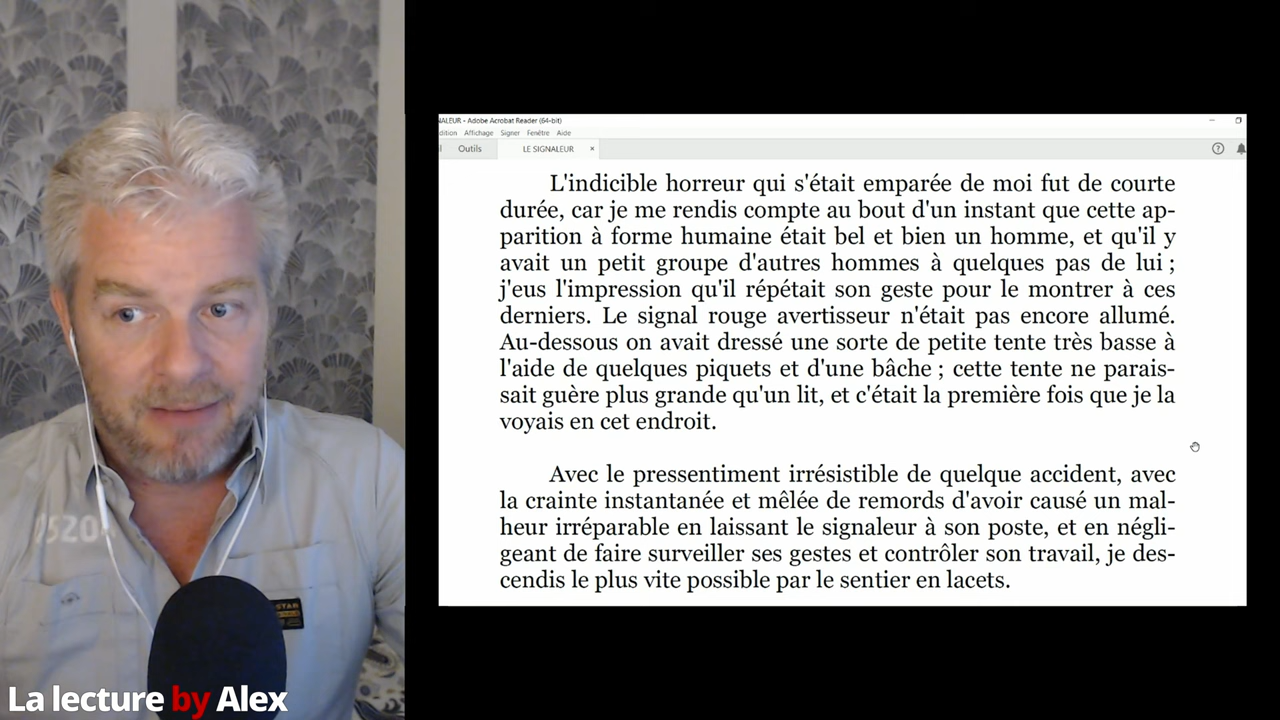 NALEUR - Adobe Acrobat Reader (64-bit)
dition Affichage Signer Fenêtre Aide
Outils LE SIGNALEUR
L'indicible horreur qui s'était emparée de moi fut de courte
durée, car je me rendis compte au bout d'un instant que cette ap-
parition à forme humaine était bel et bien un homme, et qu'il y
avait un petit groupe d'autres hommes à quelques pas de lui ;
j'eus l'impression qu'il répétait son geste pour le montrer à ces
derniers. Le signal rouge avertisseur n'était pas encore allumé.
Au-dessous on avait dressé une sorte de petite tente très basse à
l'aide de quelques piquets et d'une bâche ; cette tente ne parais-
sait guère plus grande qu'un lit, et c'était la première fois que je la
voyais en cet endroit.
Avec le pressentiment irrésistible de quelque accident, avec
la crainte instantanée et mêlée de remords d'avoir causé un mal-
heur irréparable en laissant le signaleur à son poste, et en négli-
geant de faire surveiller ses gestes et contrôler son travail, je des-
cendis le plus vite possible par le sentier en lacets.
La lecture by Alex